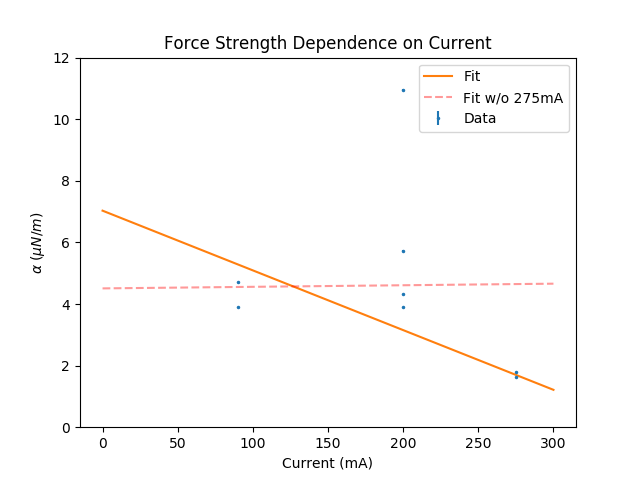 Force Strength Dependence on Current
12
10
8
6
4
2
0
α (μN/m)
Fit
Fit w/o 275mA
Data
0 50 100 150 200 250 300
Current (mA)